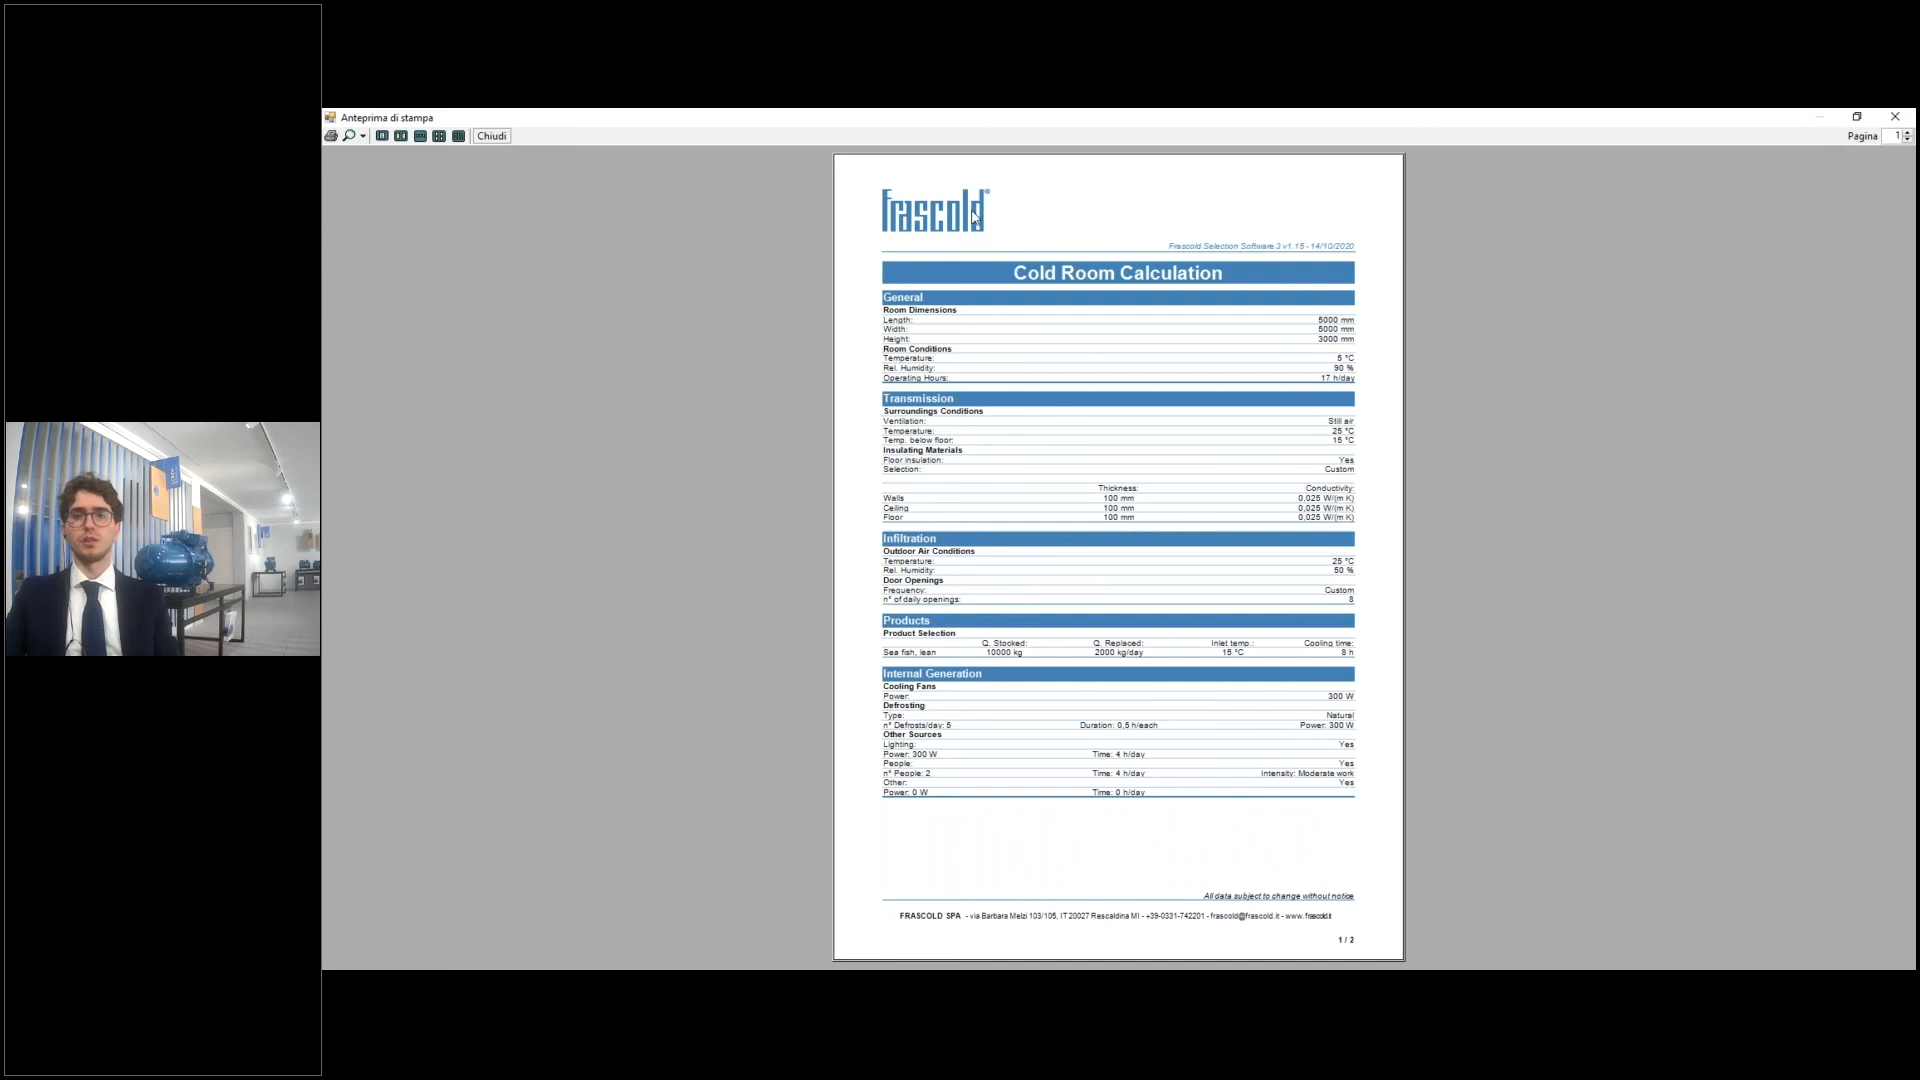 Anteprima di stampa
Chiudi
Pagina 1
frascold®
Frascold Selection Software 3 v1.15 - 14/10/2020
Cold Room Calculation
General
Room Dimensions
Length: 5000 mm
Width: 5000 mm
Height: 3000 mm
Room Conditions
Temperature: 5 °C
Rel. Humidity: 90 %
Operating Hours: 17 h/day
Transmission
Surroundings Conditions
Ventilation: Still air
Temperature: 25 °C
Temp. below floor: 15 °C
Insulating Materials
Floor insulation: Yes
Selection: Custom
Thickness: Conductivity:
Walls 100 mm 0,025 W/(m K)
Ceiling 100 mm 0,025 W/(m K)
Floor 100 mm 0,025 W/(m K)
Infiltration
Outdoor Air Conditions
Temperature: 25 °C
Rel. Humidity: 50 %
Door Openings
Frequency: Custom
n° of daily openings: 8
Products
Product Selection
Q. Stocked: Q. Replaced: Inlet temp.: Cooling time:
Sea fish, lean 10000 kg 2000 kg/day 15 °C 8 h
Internal Generation
Cooling Fans
Power: 300 W
Defrosting
Type: Natural
n° Defrosts/day: 5 Duration: 0,5 h/each Power: 300 W
Other Sources
Lighting: Yes
Power: 300 W Time: 4 h/day
People: Yes
n° People: 2 Time: 4 h/day Intensity: Moderate work
Other: Yes
Power: 0 W Time: 0 h/day
All data subject to change without notice
FRASCOLD SPA - via Barbara Melzi 103/105, IT 20027 Rescaldina MI - +39-0331-742201 - frascold@frascold.it - www.frascold.it
1 / 2